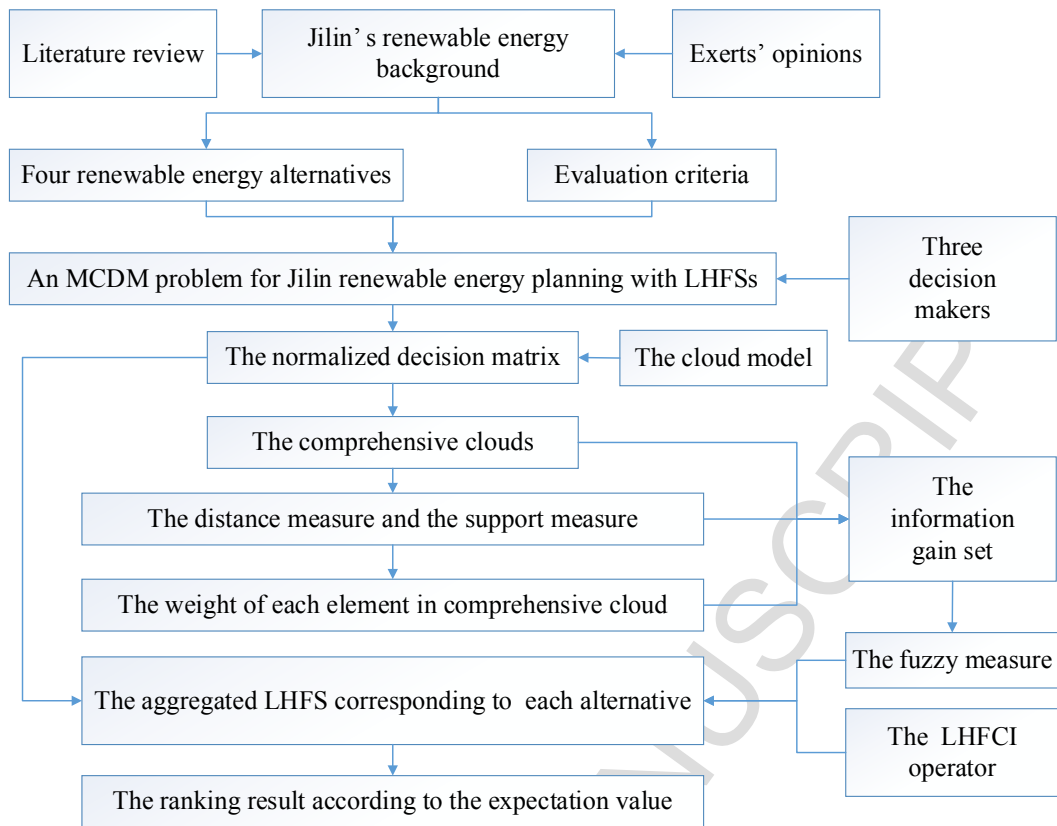 Literature review
Jilin’s renewable energy
background
Exerts’ opinions
Four renewable energy alternatives
Evaluation criteria
An MCDM problem for Jilin renewable energy planning with LHFSs
Three
decision
makers
The normalized decision matrix
The cloud model
The comprehensive clouds
The distance measure and the support measure
The
information
gain set
The weight of each element in comprehensive cloud
The fuzzy measure
The aggregated LHFS corresponding to each alternative
The LHFCI
operator
The ranking result according to the expectation value
NUSCRIP